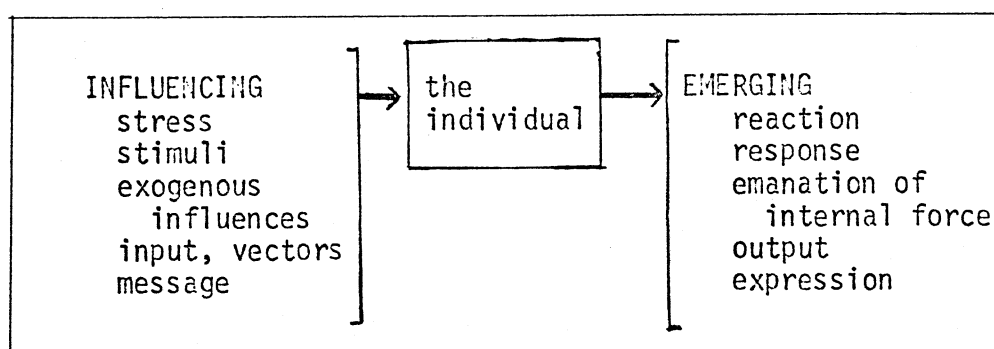 INFLUENCING
stress
stimuli
exogenous
influences
input, vectors
message
the
individual
EMERGING
reaction
response
emanation of
internal force
output
expression